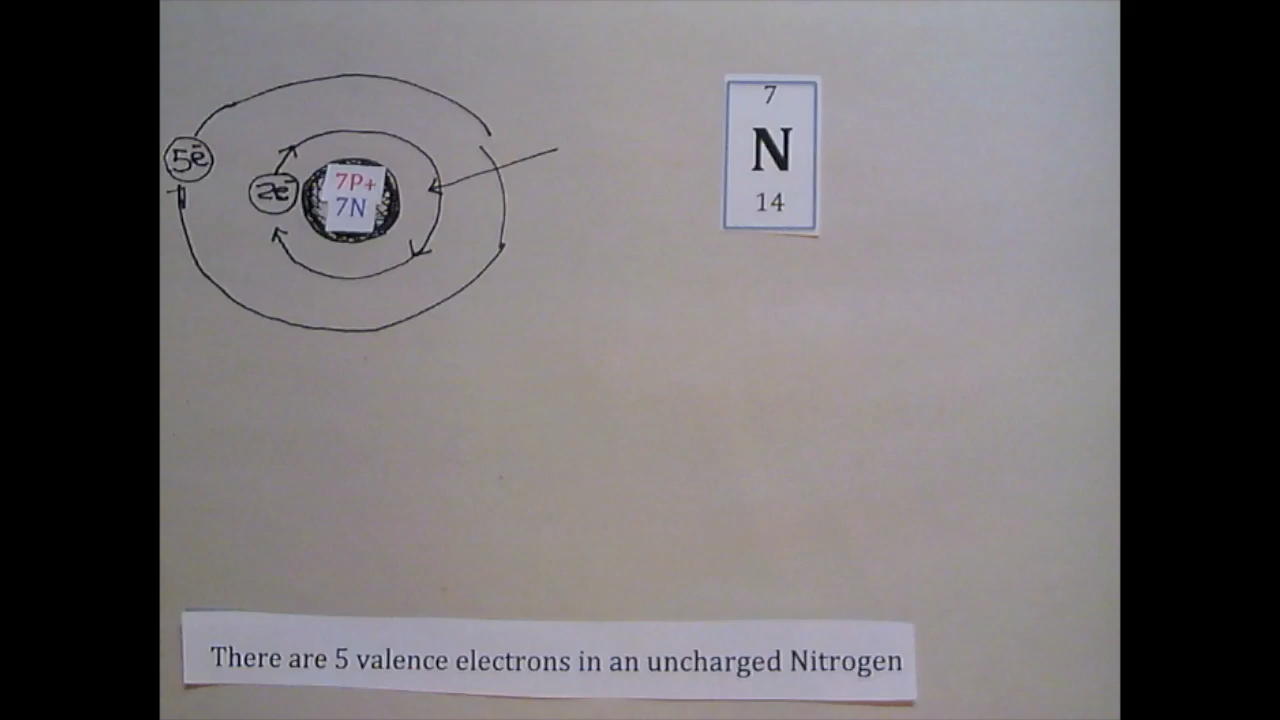 5e̅
2e̅
7P+
7N
7
N
14
There are 5 valence electrons in an uncharged Nitrogen